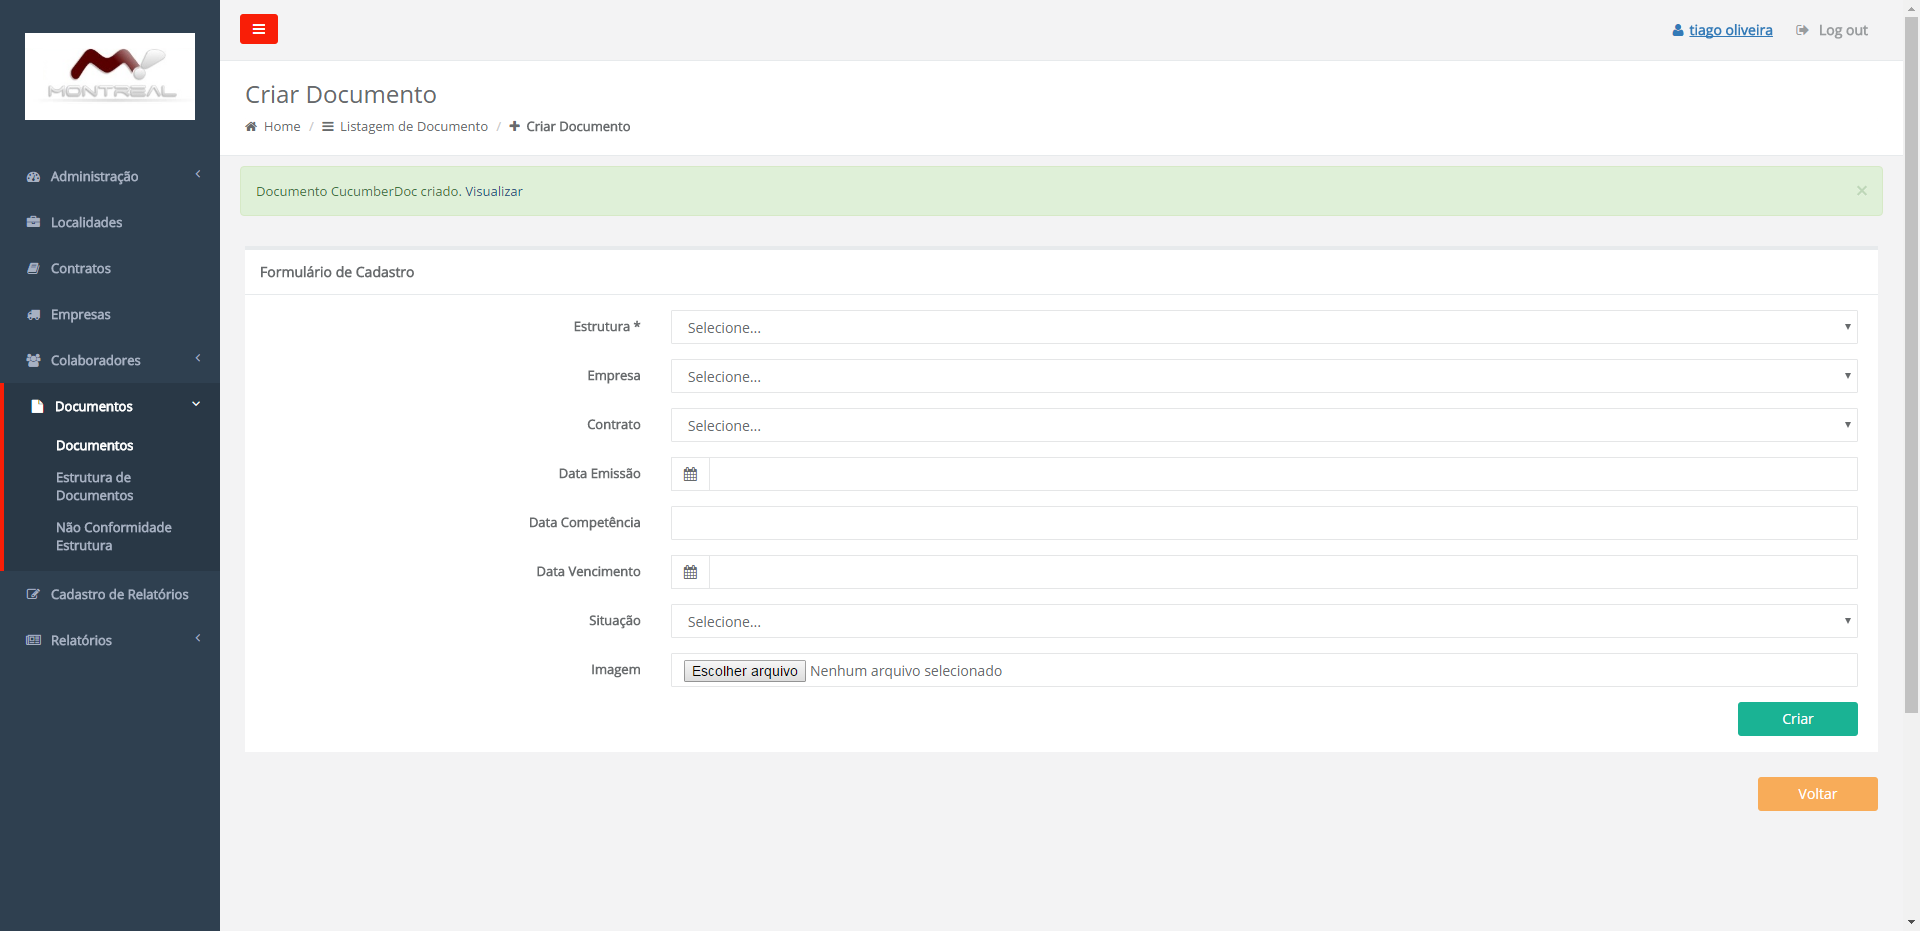 MONTREAL
tiago oliveira
Log out
Criar Documento
Home / Listagem de Documento / Criar Documento
Documento CucumberDoc criado. Visualizar
×
Administração
Localidades
Contratos
Empresas
Colaboradores
Documentos
Documentos
Estrutura de
Documentos
Não Conformidade
Estrutura
Cadastro de Relatórios
Relatórios
Formulário de Cadastro
Estrutura * Selecione...
Empresa Selecione...
Contrato Selecione...
Data Emissão
Data Competência
Data Vencimento
Situação Selecione...
Imagem Escolher arquivo Nenhum arquivo selecionado
Criar
Voltar